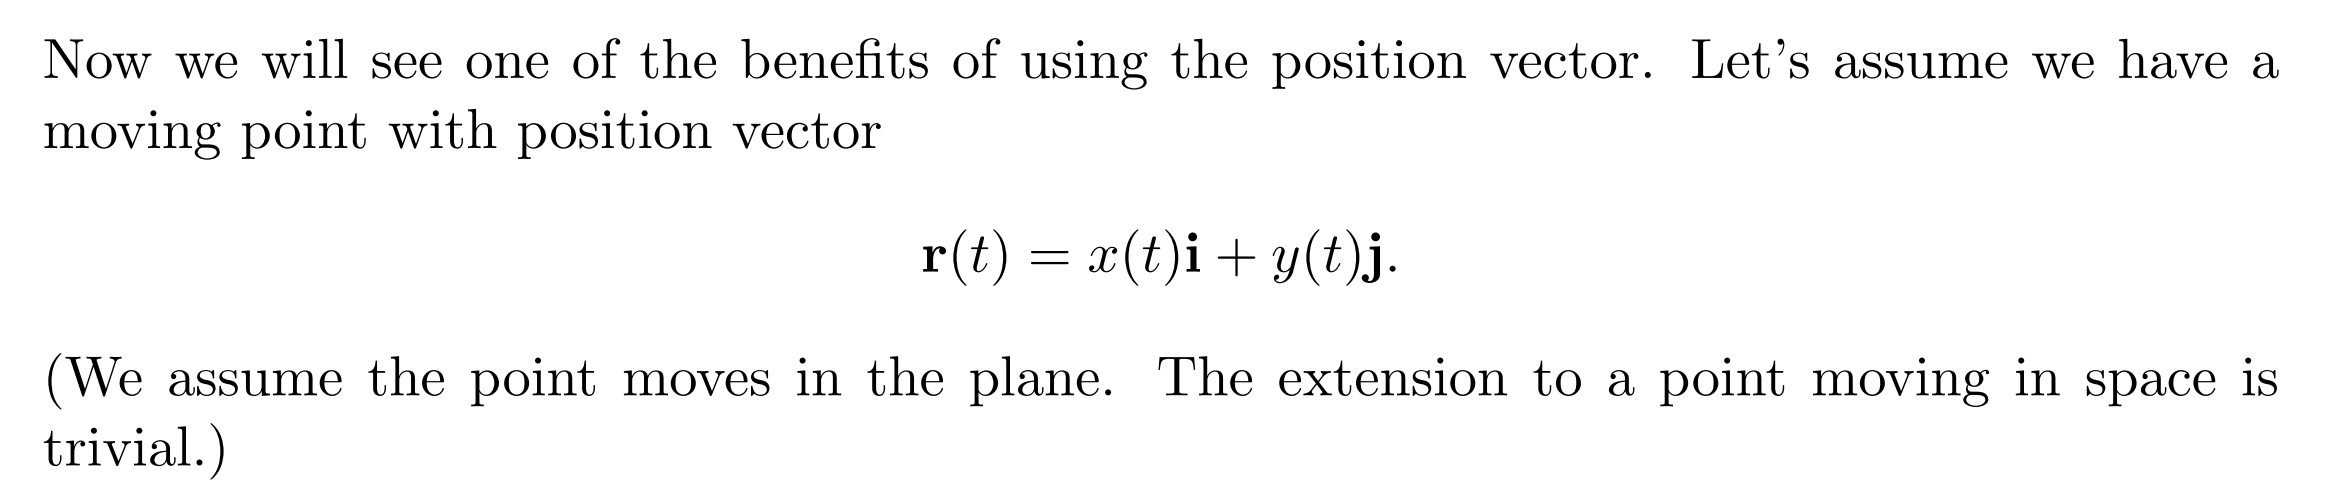 Now we will see one of the benefits of using the position vector. Let's assume we have a
moving point with position vector
r(t) = x(t)i + y(t)j.
(We assume the point moves in the plane. The extension to a point moving in space is
trivial.)